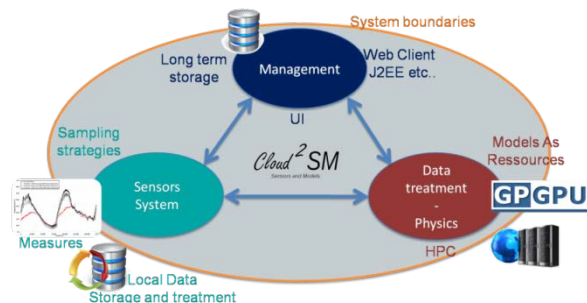 System boundaries
Long term
storage
Management
Web Client
J2EE etc..
UI
Sampling
strategies
Cloud2SM
Sensors and Models
Models As
Ressources
Sensors
System
Data
treatment
-
Physics
GPGPU
Measures
HPC
Local Data
Storage and treatment